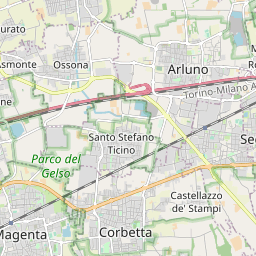 urato
Asmonte
Ossona
Arluno
M
Ro
Torino-Milano A
ne
Santo Stefano
Ticino
Se
Parco del
Gelso
Castellazzo
de' Stampi
Magenta
Corbetta